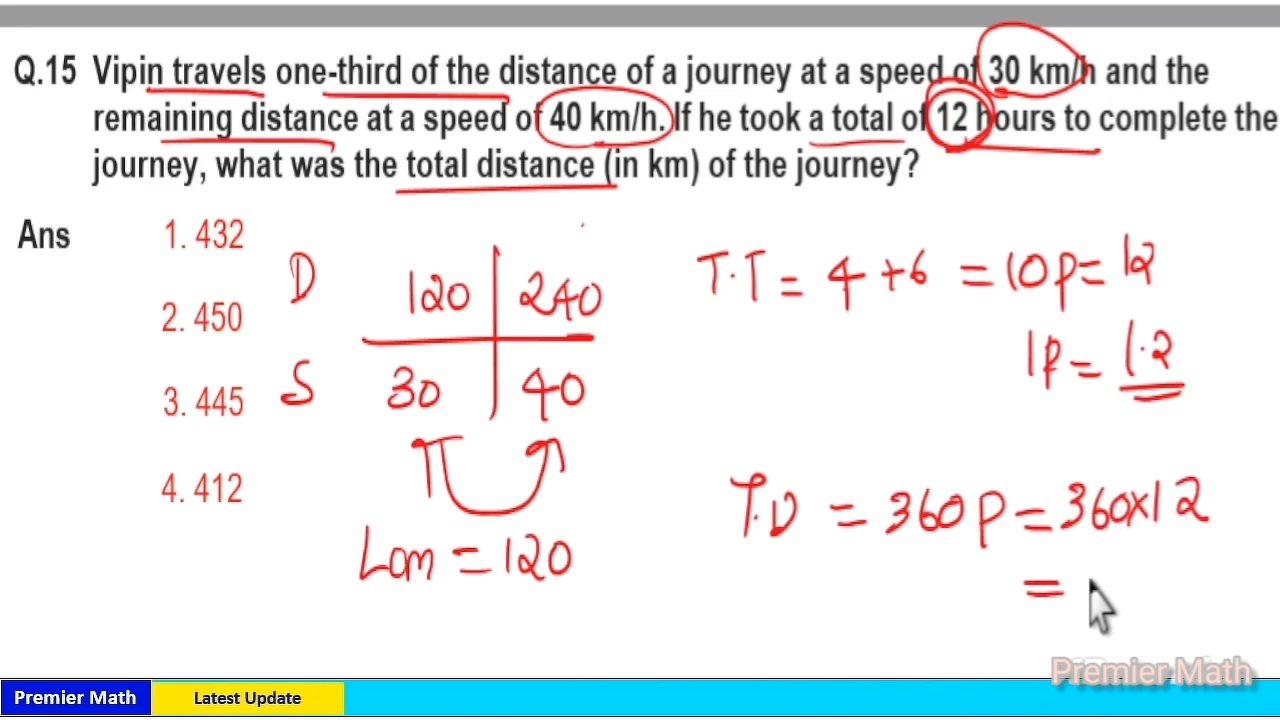 Q.15 Vipin travels one-third of the distance of a journey at a speed of 30 km/h and the
remaining distance at a speed of 40 km/h. If he took a total of 12 hours to complete the
journey, what was the total distance (in km) of the journey?
Ans
1. 432
2. 450
3. 445
4. 412
D 120 240
S 30 40
Lcm = 120
T.T = 4 + 6 = 10P = 12
1P = 1.2
T.D = 360P = 360×12
=
Premier Math
Premier Math Latest Update